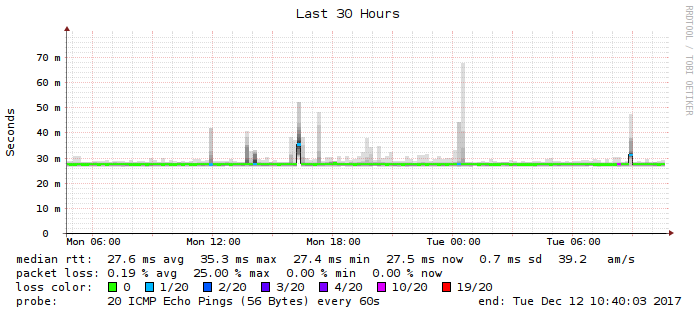 Last 30 Hours
RRDTOOL / TOBI OETIKER
Seconds
70 m
60 m
50 m
40 m
30 m
20 m
10 m
0
Mon 06:00 Mon 12:00 Mon 18:00 Tue 00:00 Tue 06:00
median rtt: 27.6 ms avg 35.3 ms max 27.4 ms min 27.5 ms now 0.7 ms sd 39.2 am/s
packet loss: 0.19 % avg 25.00 % max 0.00 % min 0.00 % now
loss color: 0 1/20 2/20 3/20 4/20 10/20 19/20
probe: 20 ICMP Echo Pings (56 Bytes) every 60s end: Tue Dec 12 10:40:03 2017